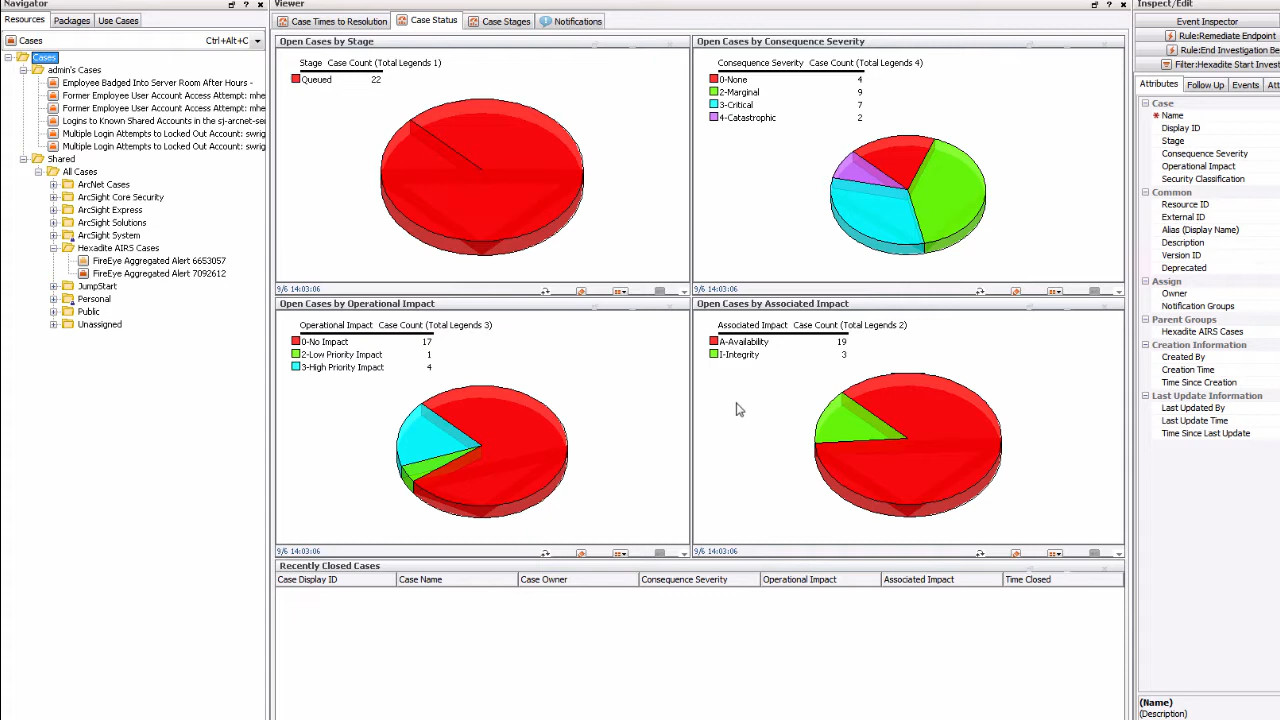 Navigator
Resources Packages Use Cases
Cases Ctrl+Alt+C
Cases
admin's Cases
Employee Badged Into Server Room After Hours -
Former Employee User Account Access Attempt: mhe
Former Employee User Account Access Attempt: mhe
Logins to Known Shared Accounts in the sj-arcnet-ser
Multiple Login Attempts to Locked Out Account: swrig
Multiple Login Attempts to Locked Out Account: swrig
Shared
All Cases
ArcNet Cases
ArcSight Core Security
ArcSight Express
ArcSight Solutions
ArcSight System
Hexadite AIRS Cases
FireEye Aggregated Alert 6653057
FireEye Aggregated Alert 7092612
JumpStart
Personal
Public
Unassigned
Viewer
Case Times to Resolution Case Status Case Stages Notifications
Open Cases by Stage
Stage Case Count (Total Legends 1)
Queued 22
9/6 14:03:06
Open Cases by Consequence Severity
Consequence Severity Case Count (Total Legends 4)
0-None 4
2-Marginal 9
3-Critical 7
4-Catastrophic 2
9/6 14:03:06
Open Cases by Operational Impact
Operational Impact Case Count (Total Legends 3)
0-No Impact 17
2-Low Priority Impact 1
3-High Priority Impact 4
9/6 14:03:06
Open Cases by Associated Impact
Associated Impact Case Count (Total Legends 2)
A-Availability 19
I-Integrity 3
9/6 14:03:06
Recently Closed Cases
Case Display ID Case Name Case Owner Consequence Severity Operational Impact Associated Impact Time Closed
Inspect/Edit
Event Inspector
Rule:Remediate Endpoint
Rule:End Investigation Be
Filter:Hexadite Start Invest
Attributes Follow Up Events Att
Case
* Name
Display ID
Stage
Consequence Severity
Operational Impact
Security Classification
Common
Resource ID
External ID
Alias (Display Name)
Description
Version ID
Deprecated
Assign
Owner
Notification Groups
Parent Groups
Hexadite AIRS Cases
Creation Information
Created By
Creation Time
Time Since Creation
Last Update Information
Last Updated By
Last Update Time
Time Since Last Update
(Name)
(Description)